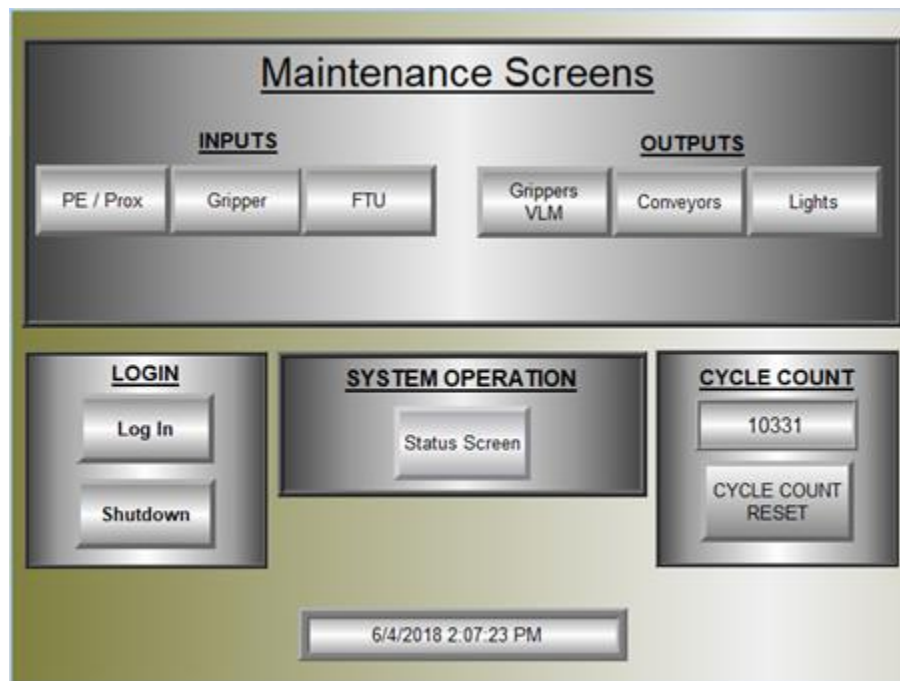 Maintenance Screens
INPUTS
OUTPUTS
PE / Prox
Gripper
FTU
Grippers
VLM
Conveyors
Lights
LOGIN
Log In
Shutdown
SYSTEM OPERATION
Status Screen
CYCLE COUNT
10331
CYCLE COUNT
RESET
6/4/2018 2:07:23 PM